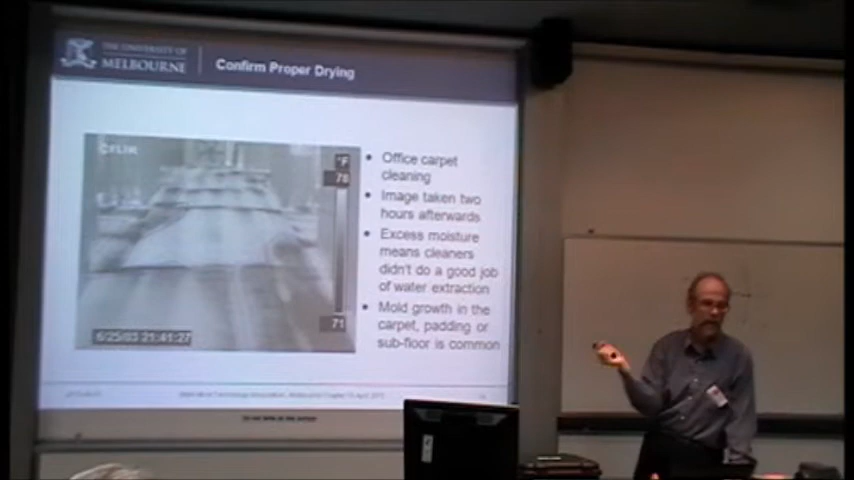 THE UNIVERSITY OF
MELBOURNE
Confirm Proper Drying
FLIR
°F
78
71
6/25/03 21:41:27
• Office carpet
cleaning
• Image taken two
hours afterwards
• Excess moisture
means cleaners
didn't do a good job
of water extraction
• Mold growth in the
carpet, padding or
sub-floor is common